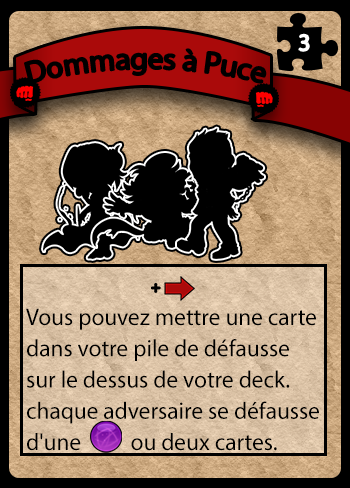 3
Dommages à Puce
+
Vous pouvez mettre une carte
dans votre pile de défausse
sur le dessus de votre deck.
chaque adversaire se défausse
d'une ou deux cartes.